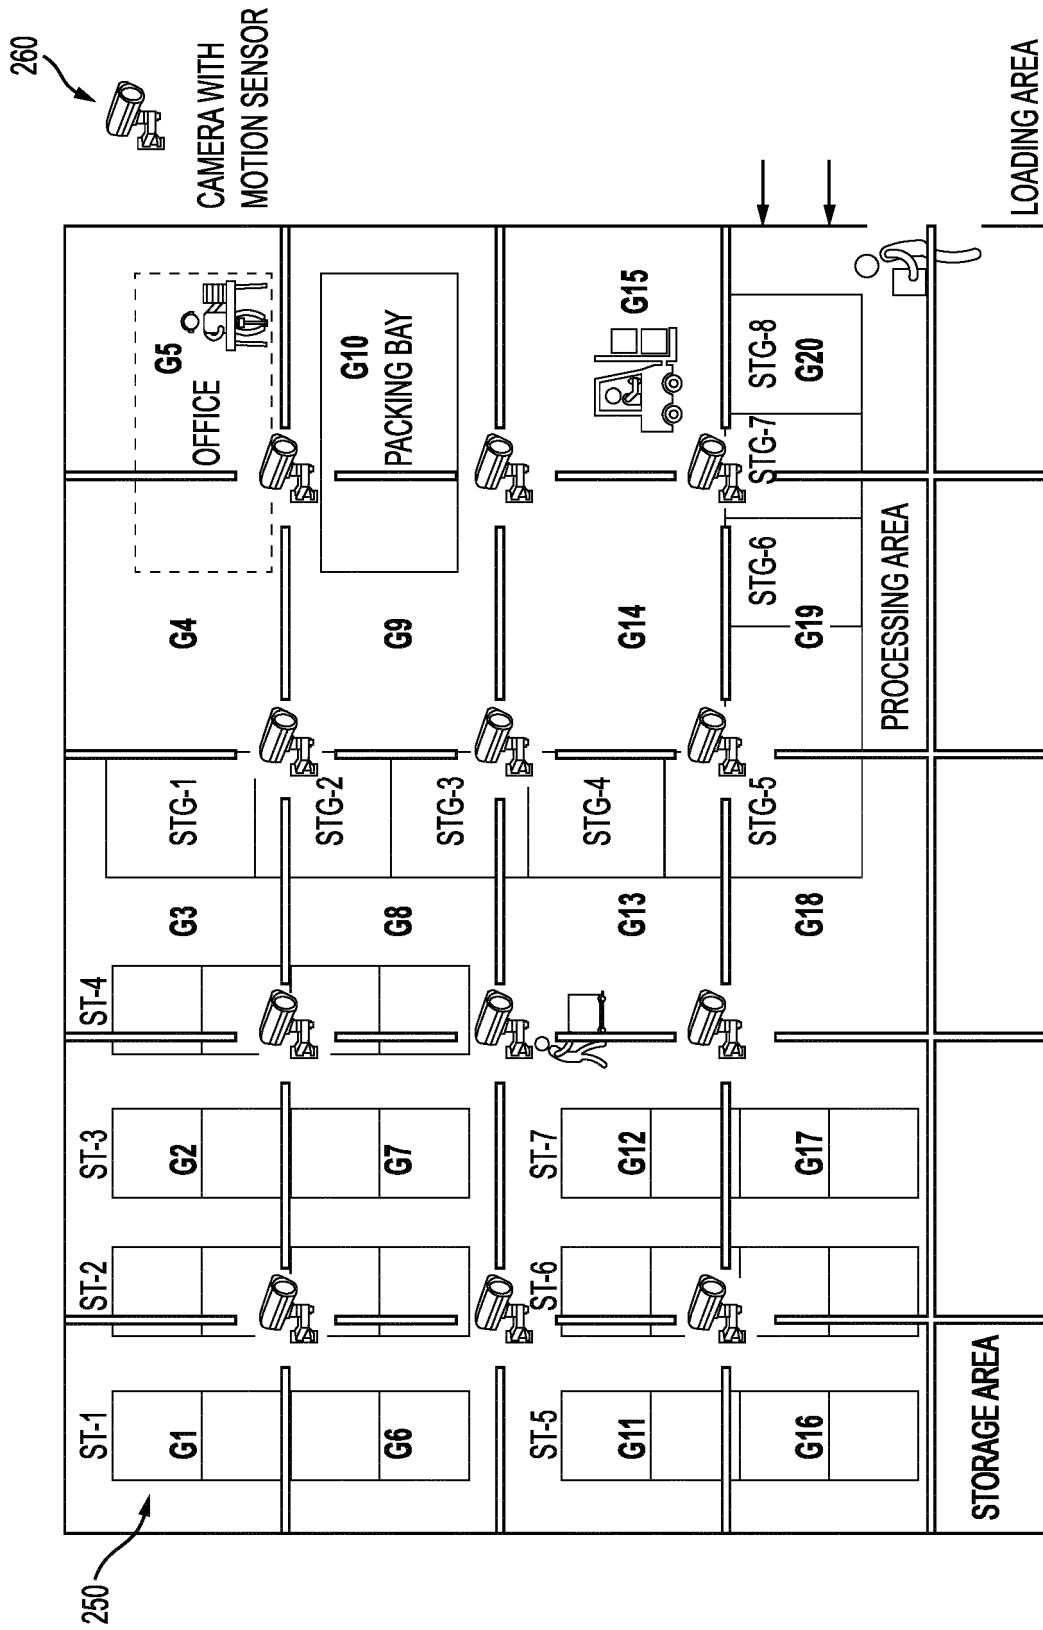 250
260
CAMERA WITH
MOTION SENSOR
ST-1
ST-2
ST-3
ST-4
G1
G2
G3
STG-1
G4
OFFICE
G5
STG-2
G6
G7
G8
STG-3
G9
PACKING BAY
G10
ST-5
ST-6
ST-7
G11
G12
G13
STG-4
G14
G15
STG-5
STG-6
STG-7
STG-8
G16
G17
G18
G19
G20
PROCESSING AREA
STORAGE AREA
LOADING AREA